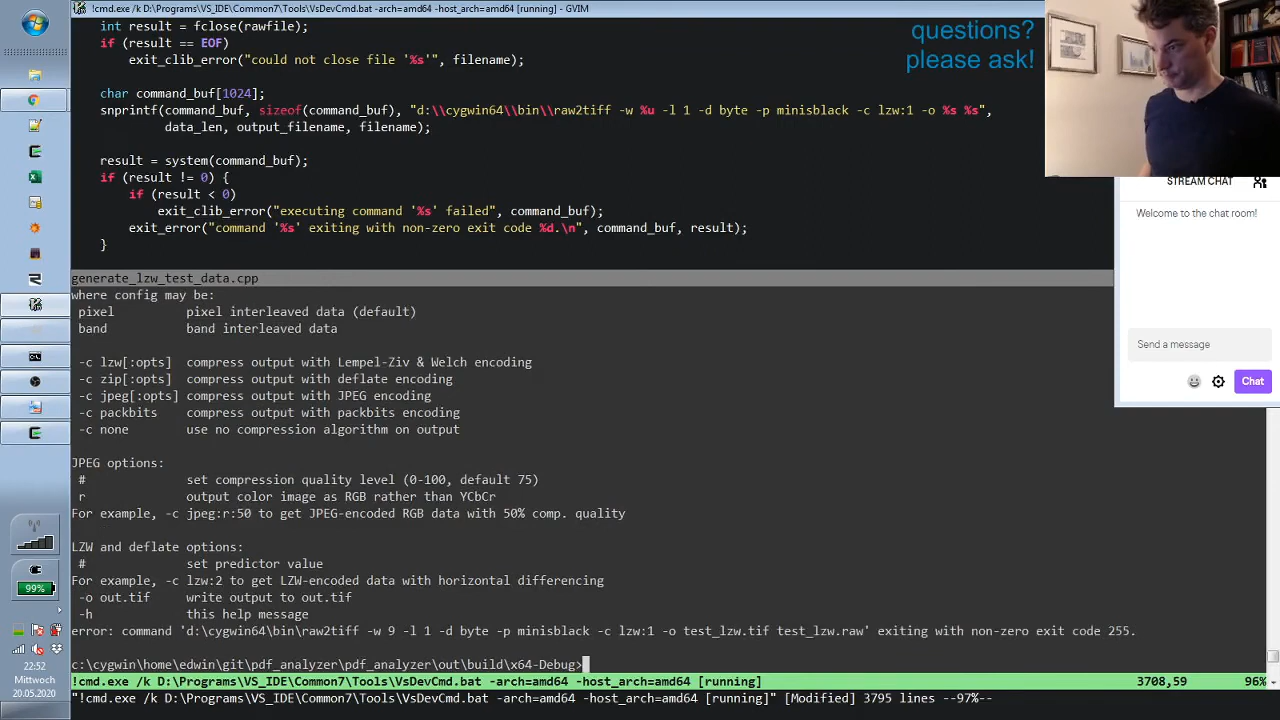 !cmd.exe /k D:\Programs\VS_IDE\Common7\Tools\VsDevCmd.bat -arch=amd64 -host_arch=amd64 [running] - GVIM
int result = fclose(rawfile);
if (result == EOF)
exit_clib_error("could not close file '%s'", filename);
char command_buf[1024];
snprintf(command_buf, sizeof(command_buf), "d:\\cygwin64\\bin\\raw2tiff -w %u -l 1 -d byte -p minisblack -c lzw:1 -o %s %s",
data_len, output_filename, filename);
result = system(command_buf);
if (result != 0) {
if (result < 0)
exit_clib_error("executing command '%s' failed", command_buf);
exit_error("command '%s' exiting with non-zero exit code %d.\n", command_buf, result);
}
questions?
please ask!
STREAM CHAT
Welcome to the chat room!
Send a message
Chat
generate_lzw_test_data.cpp
where config may be:
pixel pixel interleaved data (default)
band band interleaved data
-c lzw[:opts] compress output with Lempel-Ziv & Welch encoding
-c zip[:opts] compress output with deflate encoding
-c jpeg[:opts] compress output with JPEG encoding
-c packbits compress output with packbits encoding
-c none use no compression algorithm on output
JPEG options:
# set compression quality level (0-100, default 75)
r output color image as RGB rather than YCbCr
For example, -c jpeg:r:50 to get JPEG-encoded RGB data with 50% comp. quality
LZW and deflate options:
# set predictor value
For example, -c lzw:2 to get LZW-encoded data with horizontal differencing
-o out.tif write output to out.tif
-h this help message
error: command 'd:\cygwin64\bin\raw2tiff -w 9 -l 1 -d byte -p minisblack -c lzw:1 -o test_lzw.tif test_lzw.raw' exiting with non-zero exit code 255.
c:\cygwin\home\edwin\git\pdf_analyzer\pdf_analyzer\out\build\x64-Debug>
!cmd.exe /k D:\Programs\VS_IDE\Common7\Tools\VsDevCmd.bat -arch=amd64 -host_arch=amd64 [running] 3708,59 96%
"!cmd.exe /k D:\Programs\VS_IDE\Common7\Tools\VsDevCmd.bat -arch=amd64 -host_arch=amd64 [running]" [Modified] 3795 lines --97%--
99%
22:52
Mittwoch
20.05.2020